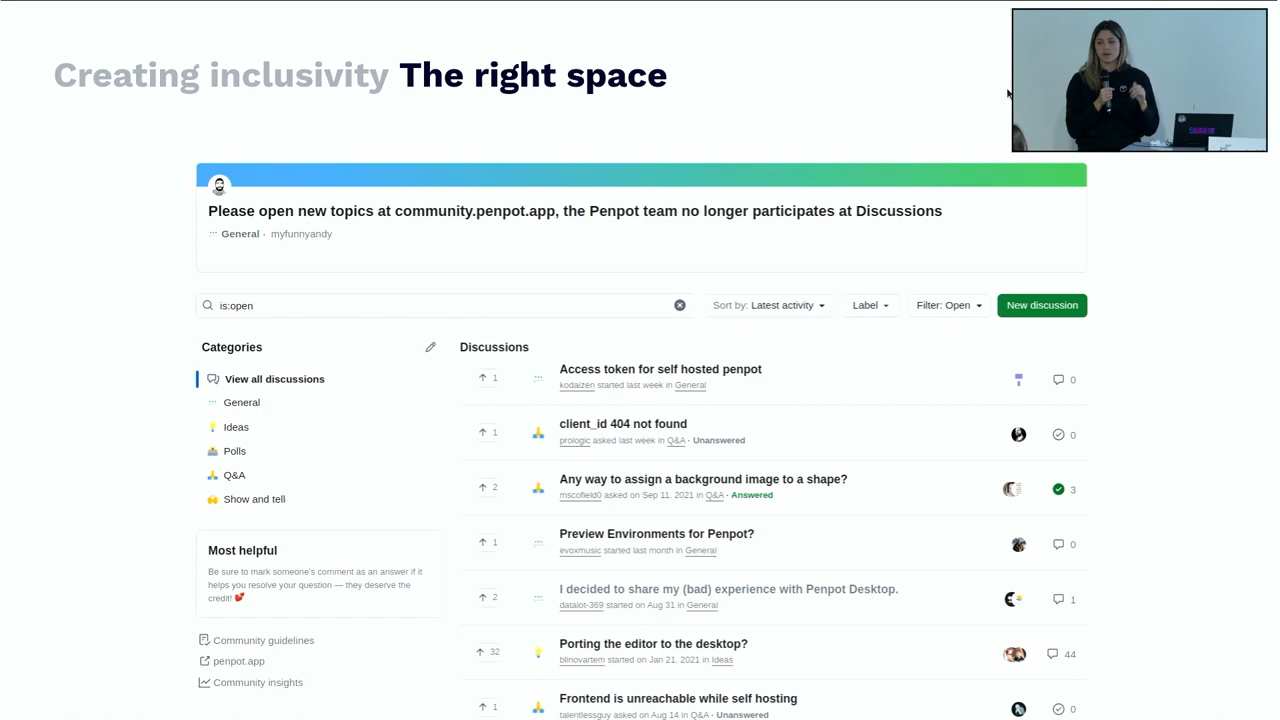 Creating inclusivity The right space
Please open new topics at community.penpot.app, the Penpot team no longer participates at Discussions
General · myfunnyandy
is:open
Sort by: Latest activity
Label
Filter: Open
New discussion
Categories
View all discussions
General
Ideas
Polls
Q&A
Show and tell
Most helpful
Be sure to mark someone's comment as an answer if it
helps you resolve your question — they deserve the
credit!
Community guidelines
penpot.app
Community insights
Discussions
1
Access token for self hosted penpot
kodaizen started last week in General
0
1
client_id 404 not found
prologic asked last week in Q&A · Unanswered
0
2
Any way to assign a background image to a shape?
mscofield0 asked on Sep 11, 2021 in Q&A · Answered
3
1
Preview Environments for Penpot?
evoxmusic started last month in General
0
2
I decided to share my (bad) experience with Penpot Desktop.
datalot-369 started on Aug 31 in General
1
32
Porting the editor to the desktop?
blinovartem started on Jan 21, 2021 in Ideas
44
1
Frontend is unreachable while self hosting
talentlessguy asked on Aug 14 in Q&A · Unanswered
0